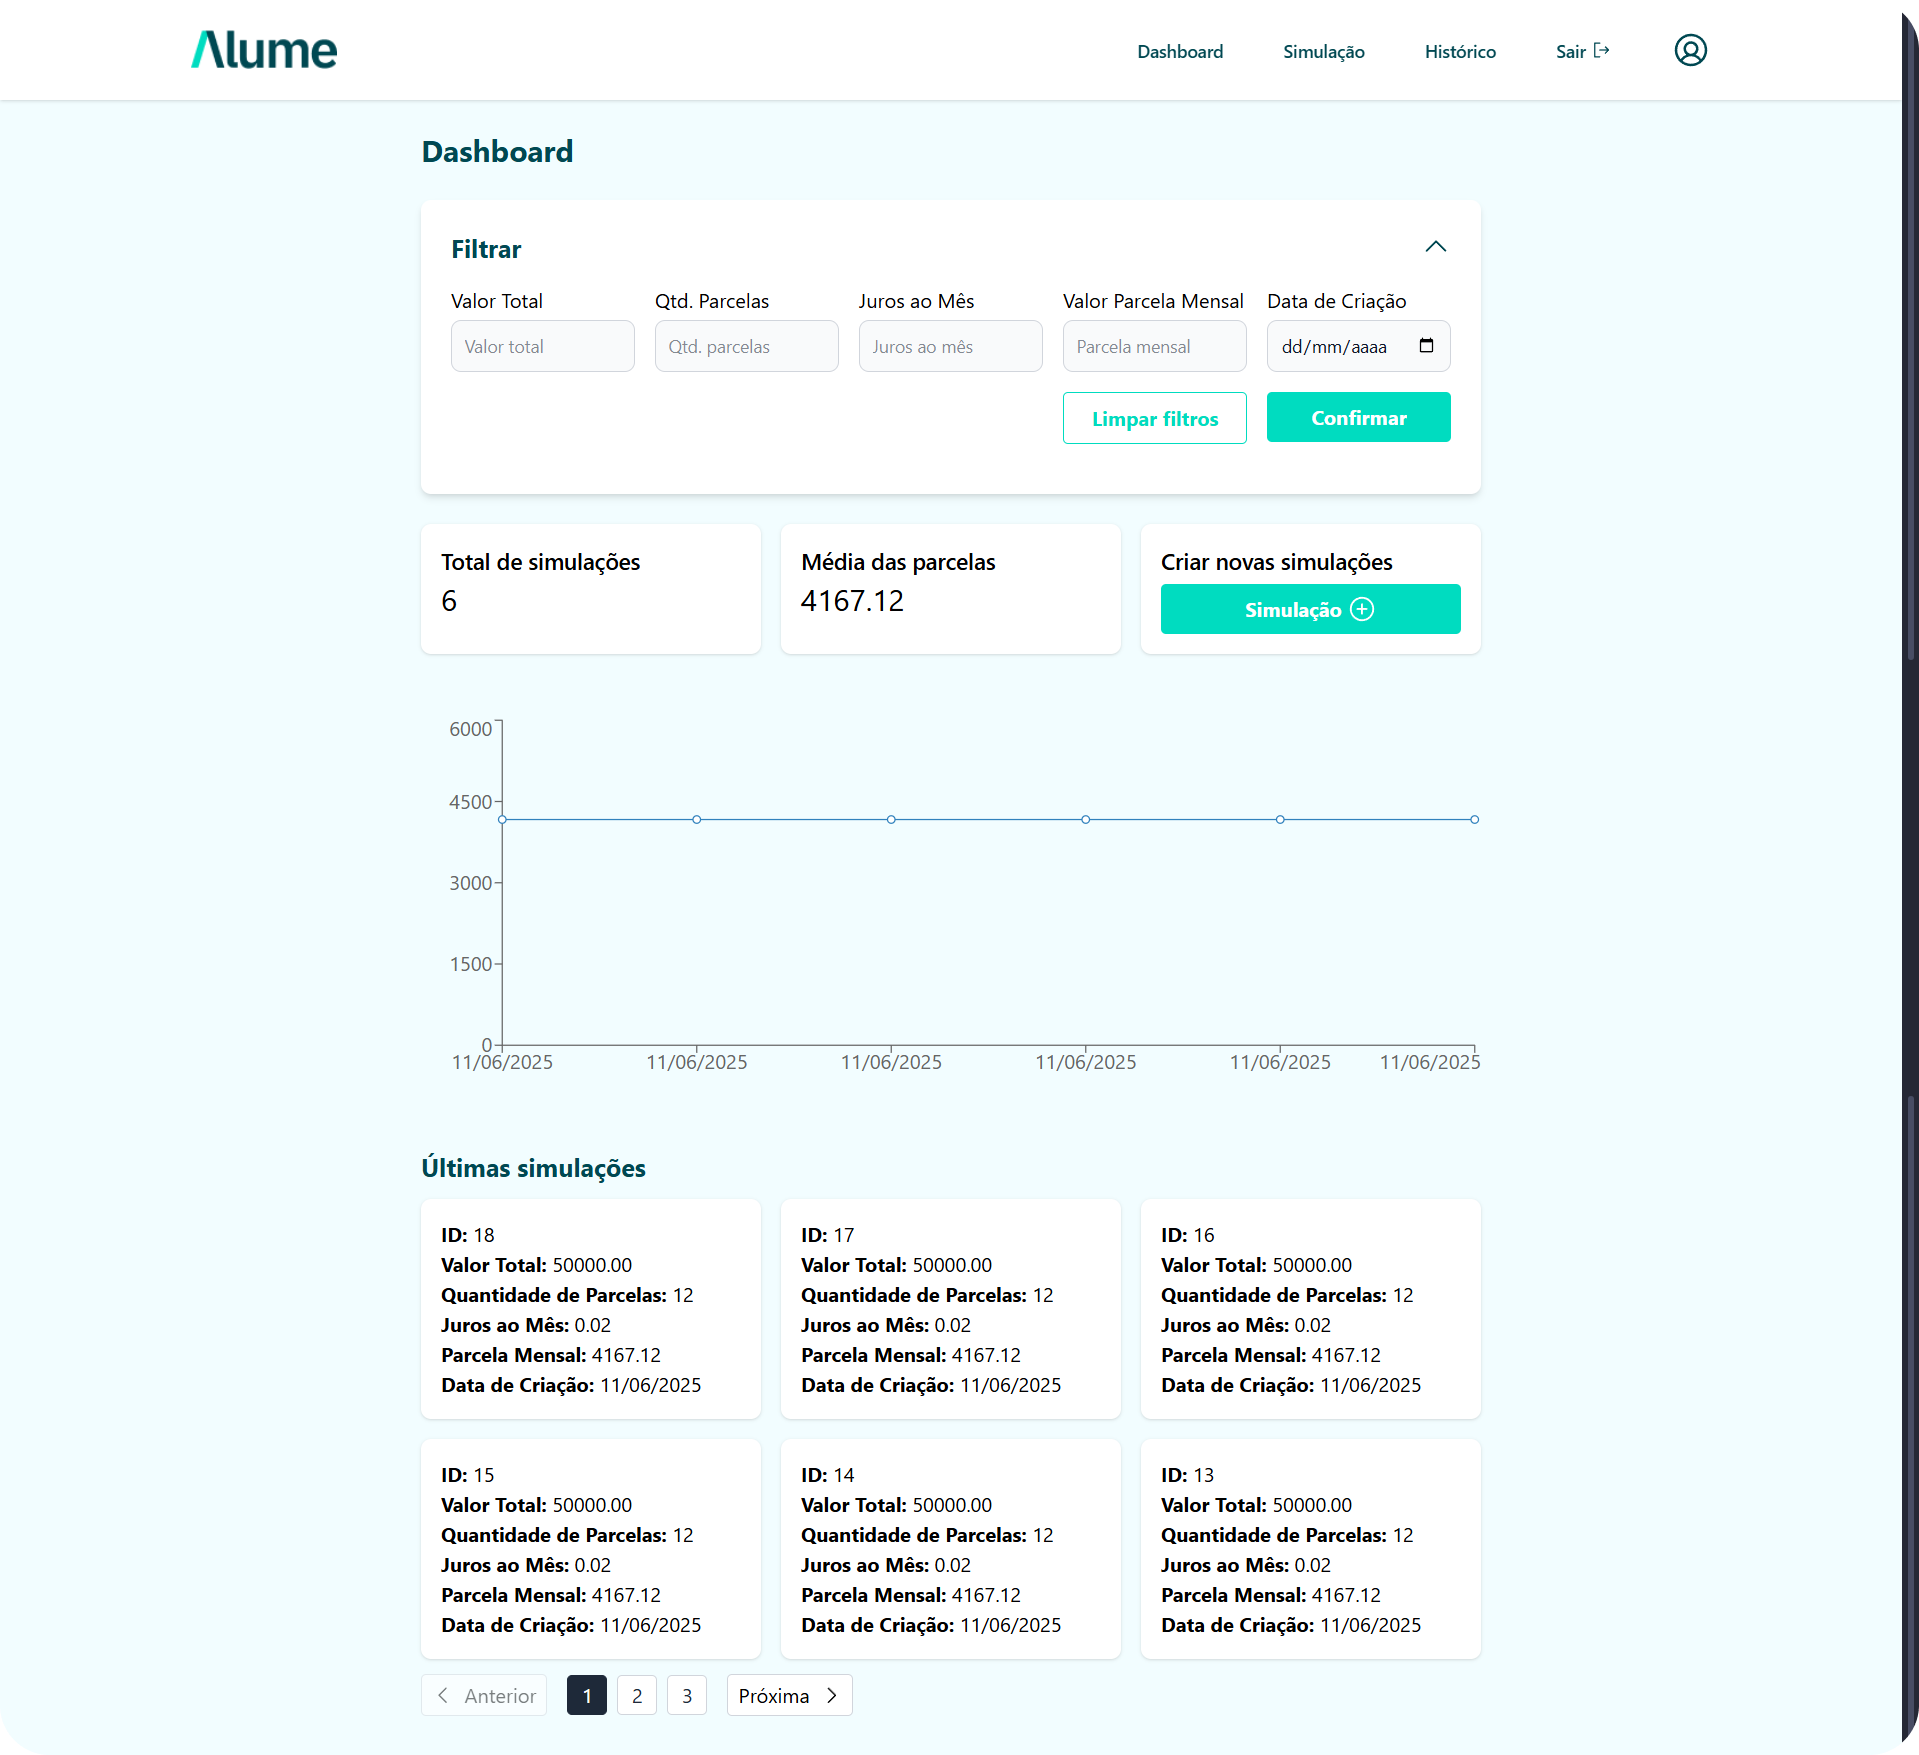 Alume
Dashboard Simulação Histórico Sair
Dashboard
Filtrar
Valor Total Qtd. Parcelas Juros ao Mês Valor Parcela Mensal Data de Criação
Valor total Qtd. parcelas Juros ao mês Parcela mensal dd/mm/aaaa
Limpar filtros Confirmar
Total de simulações Média das parcelas Criar novas simulações
6 4167.12 Simulação
6000
4500
3000
1500
0
11/06/2025 11/06/2025 11/06/2025 11/06/2025 11/06/2025 11/06/2025
Últimas simulações
ID: 18
Valor Total: 50000.00
Quantidade de Parcelas: 12
Juros ao Mês: 0.02
Parcela Mensal: 4167.12
Data de Criação: 11/06/2025
ID: 17
Valor Total: 50000.00
Quantidade de Parcelas: 12
Juros ao Mês: 0.02
Parcela Mensal: 4167.12
Data de Criação: 11/06/2025
ID: 16
Valor Total: 50000.00
Quantidade de Parcelas: 12
Juros ao Mês: 0.02
Parcela Mensal: 4167.12
Data de Criação: 11/06/2025
ID: 15
Valor Total: 50000.00
Quantidade de Parcelas: 12
Juros ao Mês: 0.02
Parcela Mensal: 4167.12
Data de Criação: 11/06/2025
ID: 14
Valor Total: 50000.00
Quantidade de Parcelas: 12
Juros ao Mês: 0.02
Parcela Mensal: 4167.12
Data de Criação: 11/06/2025
ID: 13
Valor Total: 50000.00
Quantidade de Parcelas: 12
Juros ao Mês: 0.02
Parcela Mensal: 4167.12
Data de Criação: 11/06/2025
Anterior 1 2 3 Próxima